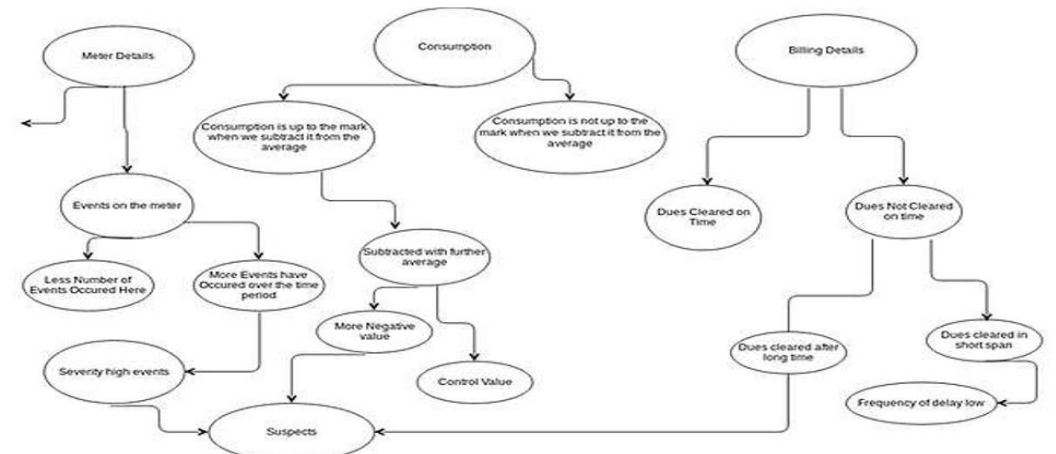 Meter Details
Consumption
Billing Details
Consumption is up to the mark
when we subtract it from the
average
Consumption is not up to the
mark when we subtract it from the
average
Events on the meter
Dues Cleared on
Time
Dues Not Cleared
on time
Subtracted with further
average
Less Number of
Events Occured Here
More Events have
Occured over the time
period
More Negative
value
Dues cleared after
long time
Dues cleared in
short span
Severity high events
Control Value
Frequency of delay low
Suspects